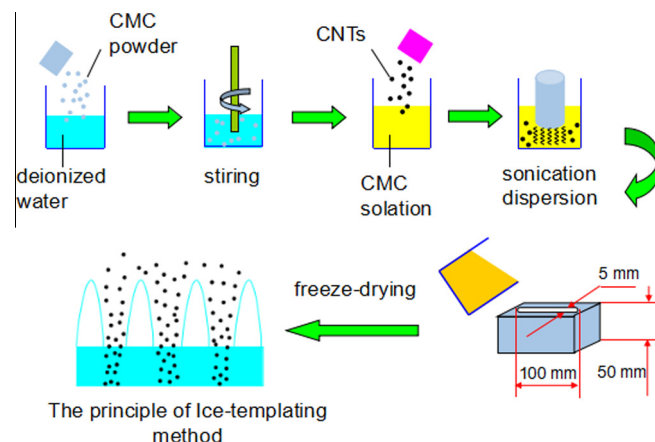 CMC
powder
CNTs
deionized
water
stiring
CMC
solation
sonication
dispersion
freeze-drying
5 mm
100 mm
50 mm
The principle of Ice-templating
method